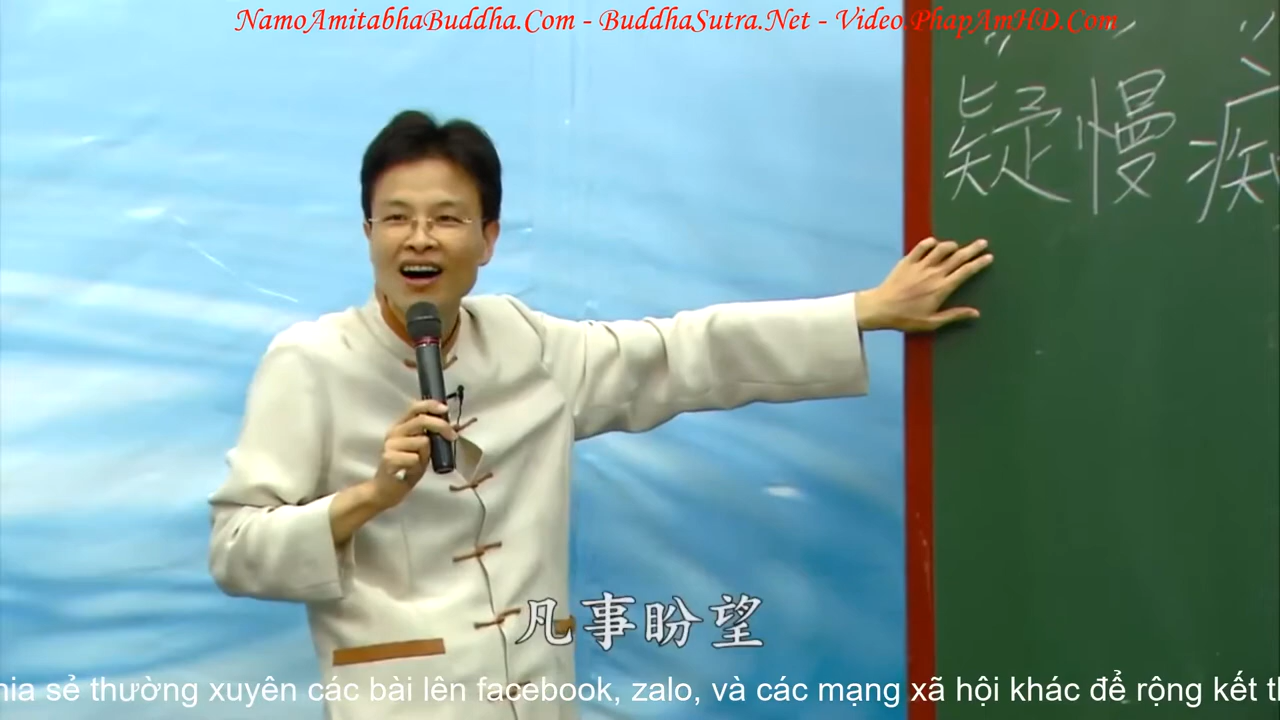 NamoAmitabhaBuddha.Com - BuddhaSutra.Net - Video.PhapAmHD.Com
疑慢痴
凡事盼望
sẻ thường xuyên các bài lên facebook, zalo, và các mạng xã hội khác để rộng kết